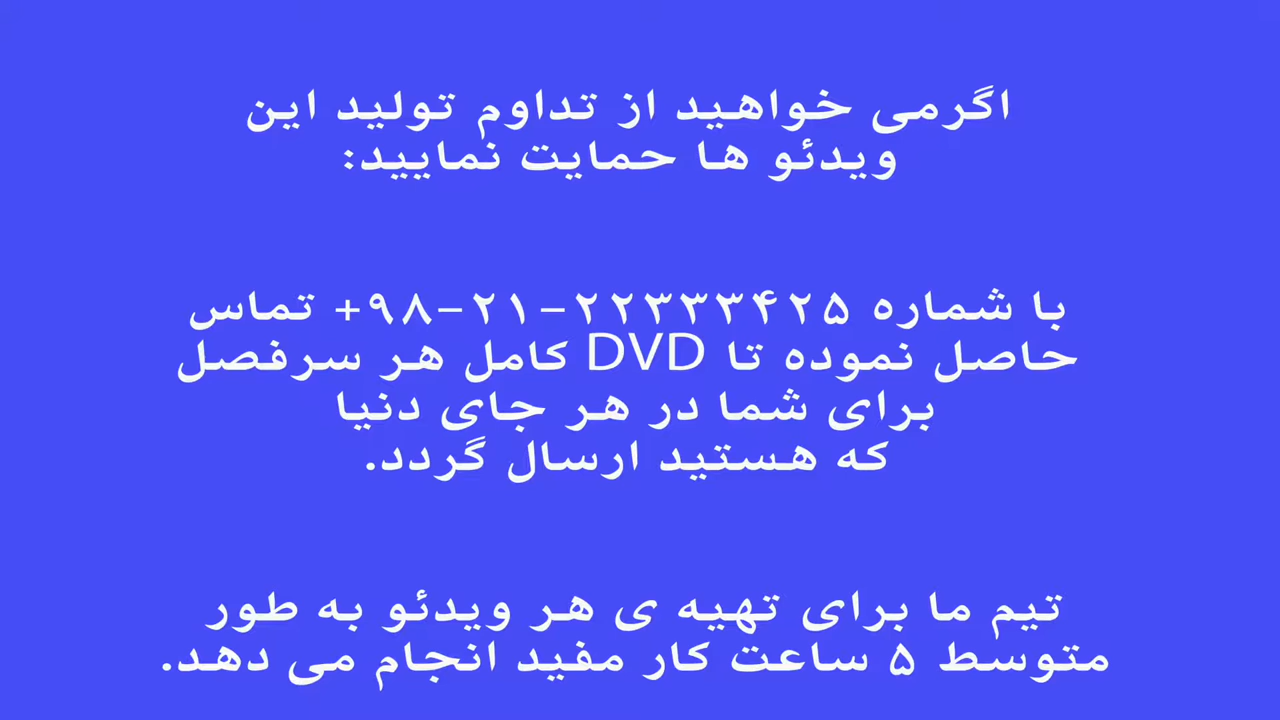 اگرمی خواهید از تداوم تولید این
ویدئو ها حمایت نمایید:
با شماره ۲۲۳۳۳۴۲۵-۲۱-۹۸+ تماس
حاصل نموده تا DVD کامل هر سرفصل
برای شما در هر جای دنیا
که هستید ارسال گردد.
تیم ما برای تهیه ی هر ویدئو به طور
متوسط ۵ ساعت کار مفید انجام می دهد.